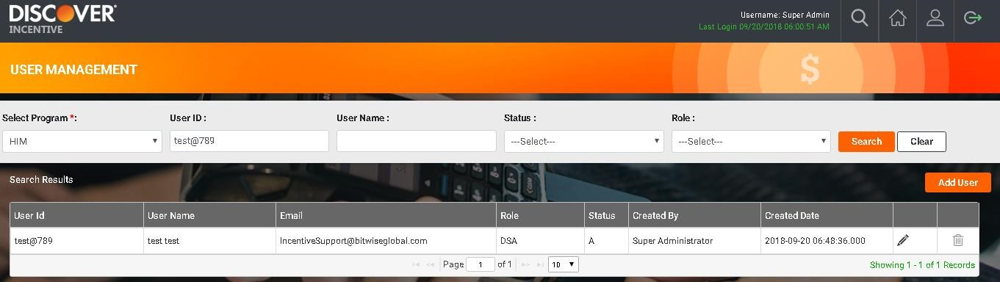 DISCOVER
INCENTIVE
Username: Super Admin
Last Login 09/20/2018 06:00:51 AM
USER MANAGEMENT
$
Select Program *: User ID : User Name : Status : Role :
HIM test@789 ---Select--- ---Select--- Search Clear
Search Results
Add User
User Id User Name Email Role Status Created By Created Date
test@789 test test IncentiveSupport@bitwiseglobal.com DSA A Super Administrator 2018-09-20 06:48:36.000
Page 1 of 1 10
Showing 1 - 1 of 1 Records